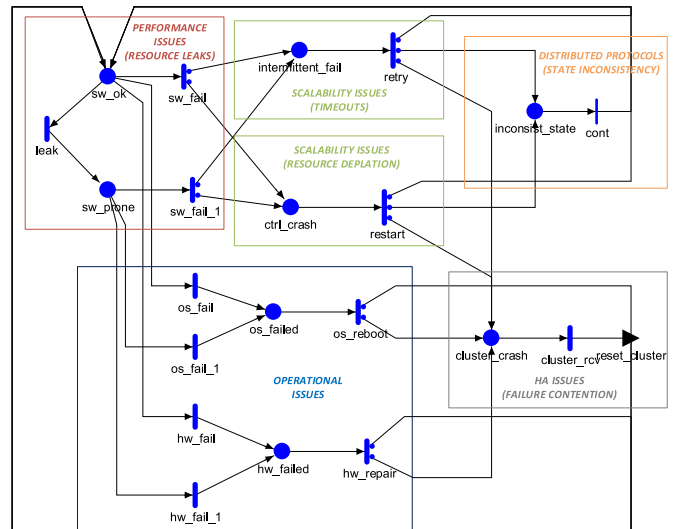 PERFORMANCE
ISSUES
(RESOURCE LEAKS)
sw_ok
sw_fail
leak
sw_prone
sw_fail_1
intemittent_fail
retry
SCALABILITY ISSUES
(TIMEOUTS)
SCALABILITY ISSUES
(RESOURCE DEPLATION)
ctrl_crash
restart
DISTRIBUTED PROTOCOLS
(STATE INCONSISTENCY)
inconsist_state
cont
os_fail
os_failed
os_reboot
os_fail_1
OPERATIONAL
ISSUES
hw_fail
hw_failed
hw_repair
hw_fail_1
cluster_crash
cluster_rcv
reset_cluster
HA ISSUES
(FAILURE CONTENTION)